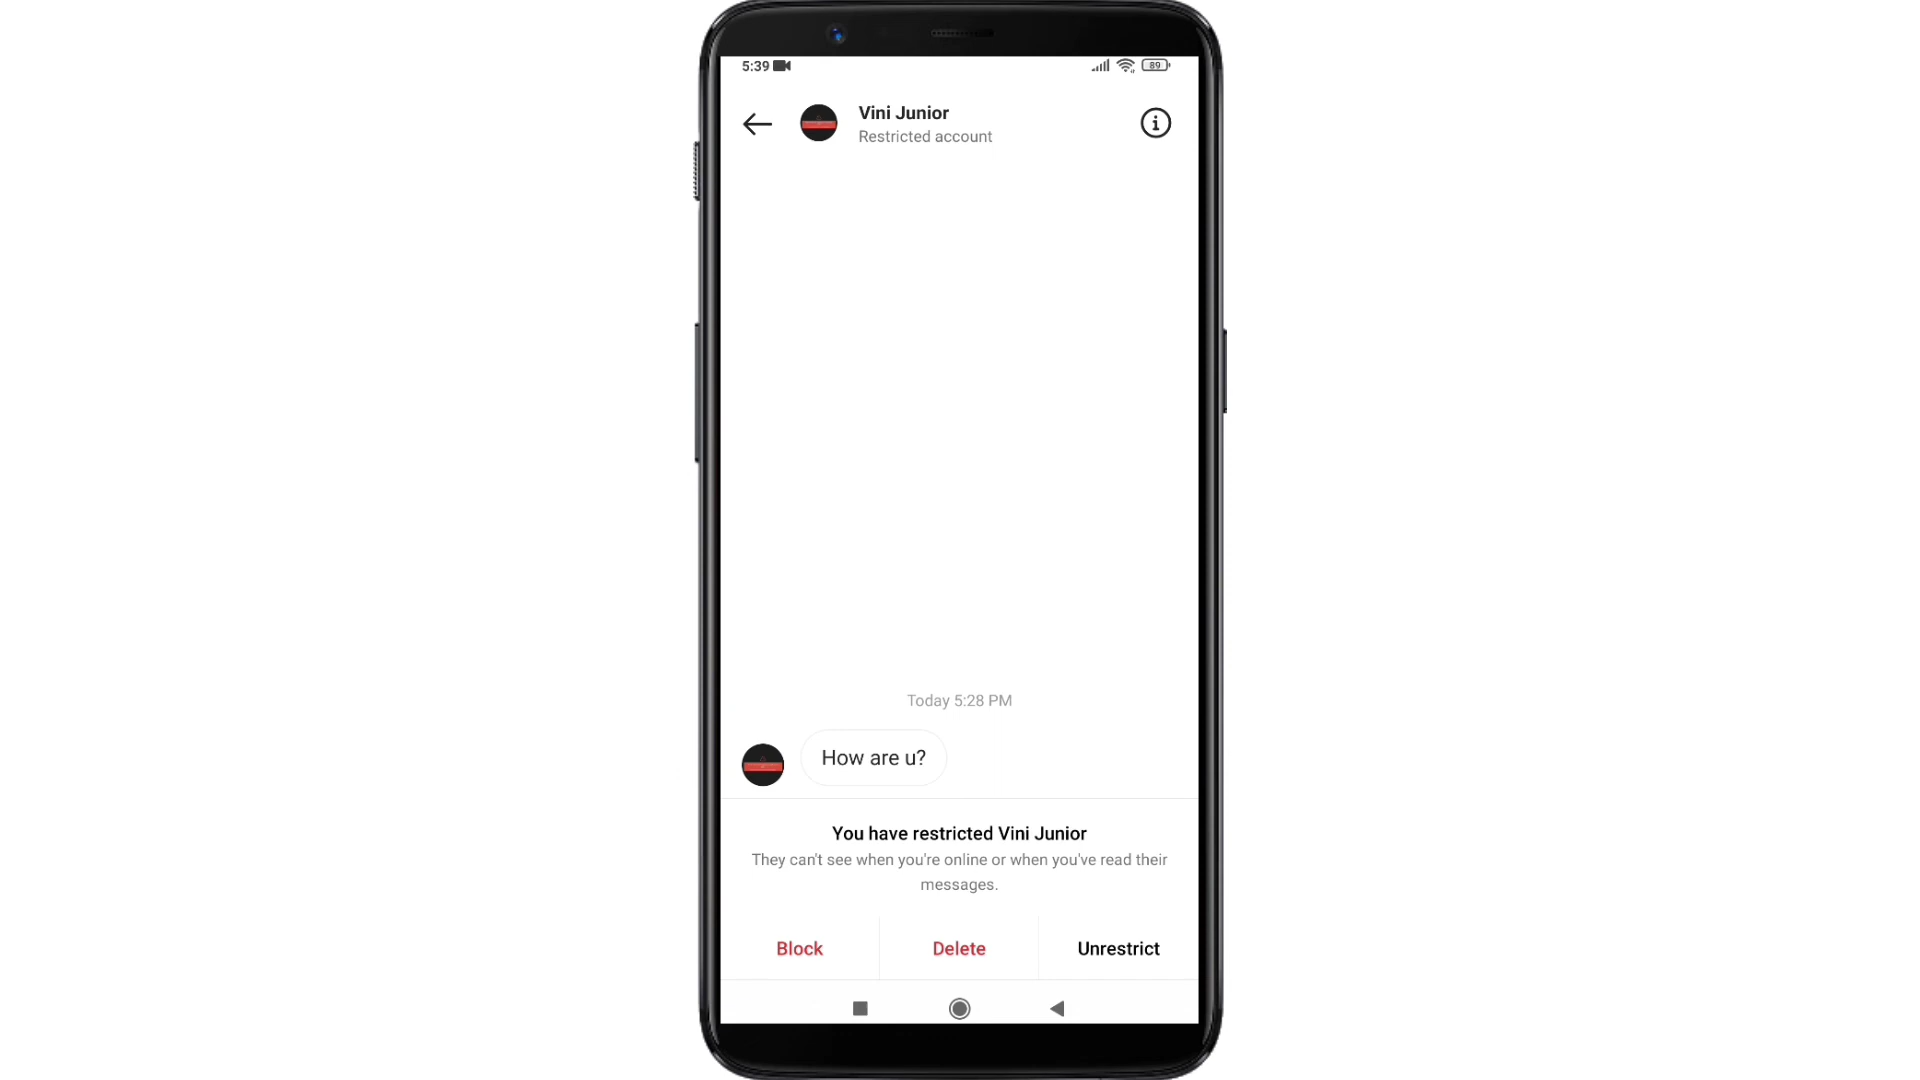 5:39
89
Vini Junior
Restricted account
Today 5:28 PM
How are u?
You have restricted Vini Junior
They can't see when you're online or when you've read their
messages.
Block
Delete
Unrestrict